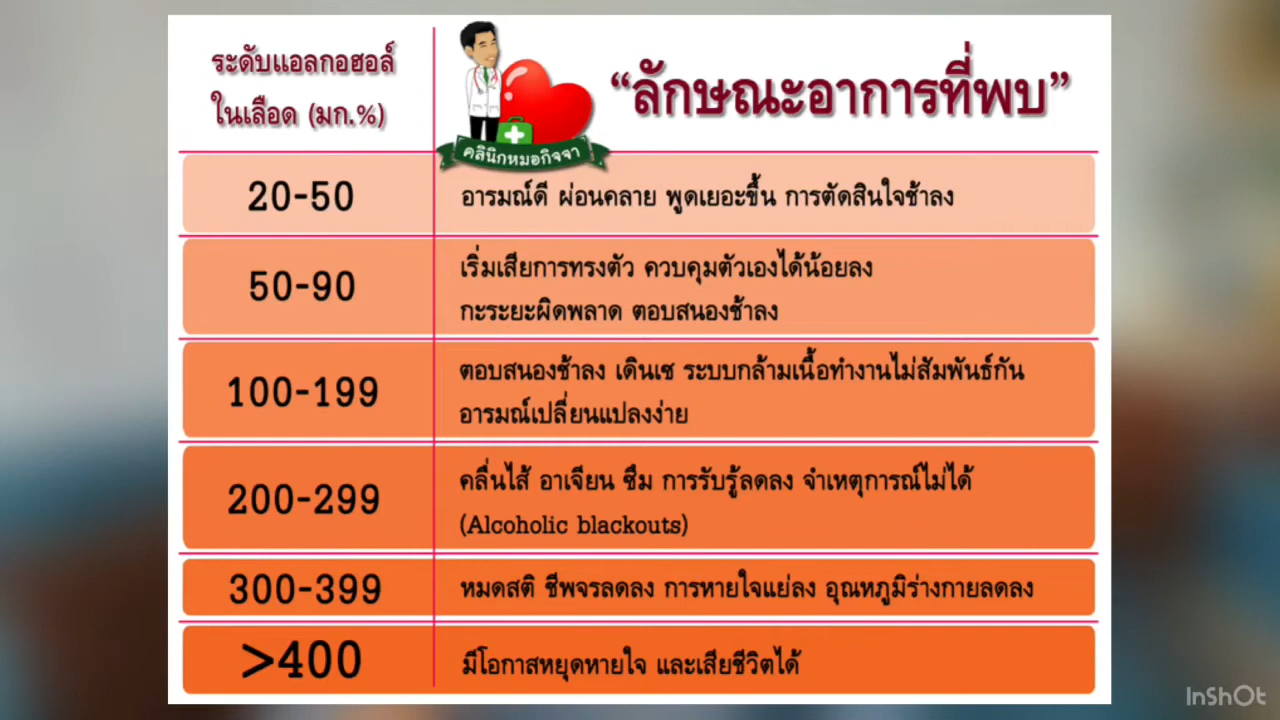 ระดับแอลกอฮอล์
ในเลือด (มก.%)
คลินิกหมอกิจจา
“ลักษณะอาการที่พบ”
20-50
อารมณ์ดี ผ่อนคลาย พูดเยอะขึ้น การตัดสินใจช้าลง
50-90
เริ่มเสียการทรงตัว ควบคุมตัวเองได้น้อยลง
กะระยะผิดพลาด ตอบสนองช้าลง
100-199
ตอบสนองช้าลง เดินเซ ระบบกล้ามเนื้อทำงานไม่สัมพันธ์กัน
อารมณ์เปลี่ยนแปลงง่าย
200-299
คลื่นไส้ อาเจียน ซึม การรับรู้ลดลง จำเหตุการณ์ไม่ได้
(Alcoholic blackouts)
300-399
หมดสติ ชีพจรลดลง การหายใจแย่ลง อุณหภูมิร่างกายลดลง
>400
มีโอกาสหยุดหายใจ และเสียชีวิตได้
InShOt